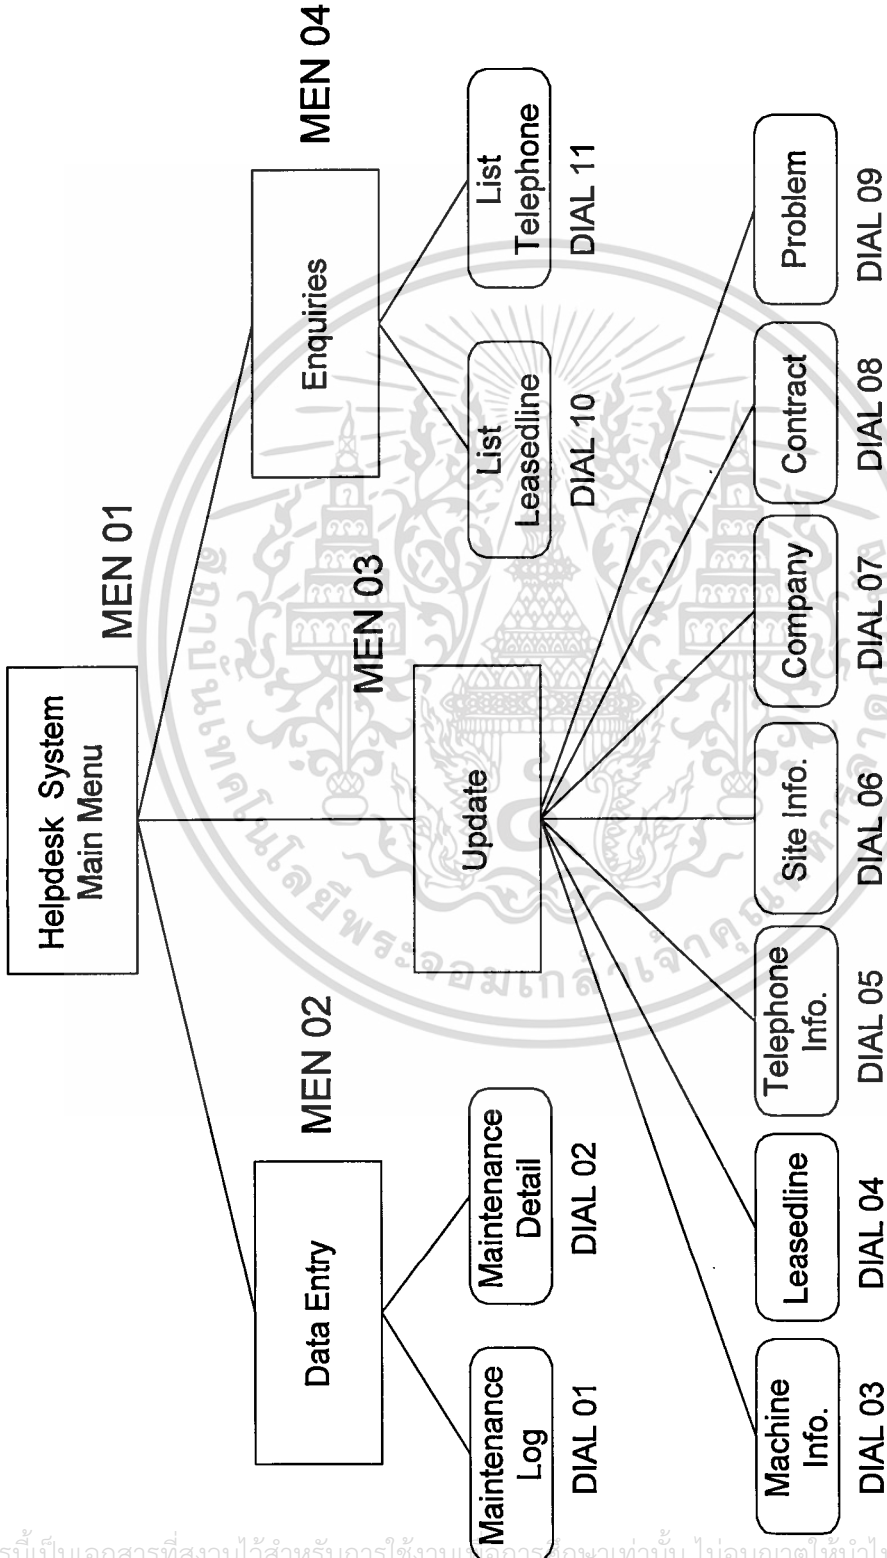 Helpdesk System
Main Menu
MEN 01
Data Entry
MEN 02
Update
MEN 03
Enquiries
MEN 04
Maintenance
Log
DIAL 01
Maintenance
Detail
DIAL 02
List
Leasedline
DIAL 10
List
Telephone
DIAL 11
Machine
Info.
DIAL 03
Leasedline
DIAL 04
Telephone
Info.
DIAL 05
Site Info.
DIAL 06
Company
DIAL 07
Contract
DIAL 08
Problem
DIAL 09